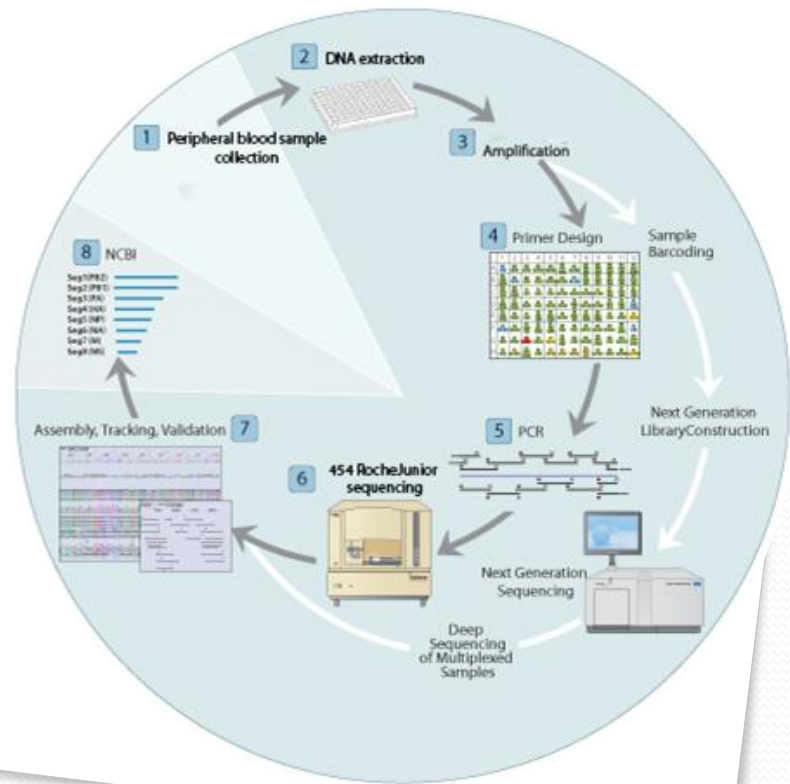 2 DNA extraction
1 Peripheral blood sample
collection
3 Amplification
4 Primer Design
Sample
Barcoding
8 NCBI
Seg1(PB2)
Seg2(PB1)
Seg3(PA)
Seg4(HA)
Seg5(NP)
Seg6(NA)
Seg7(M)
Seg8(NS)
Next Generation
LibraryConstruction
5 PCR
Assembly, Tracking, Validation 7
6 454 RocheJunior
sequencing
Next Generation
Sequencing
Deep
Sequencing
of Multiplexed
Samples